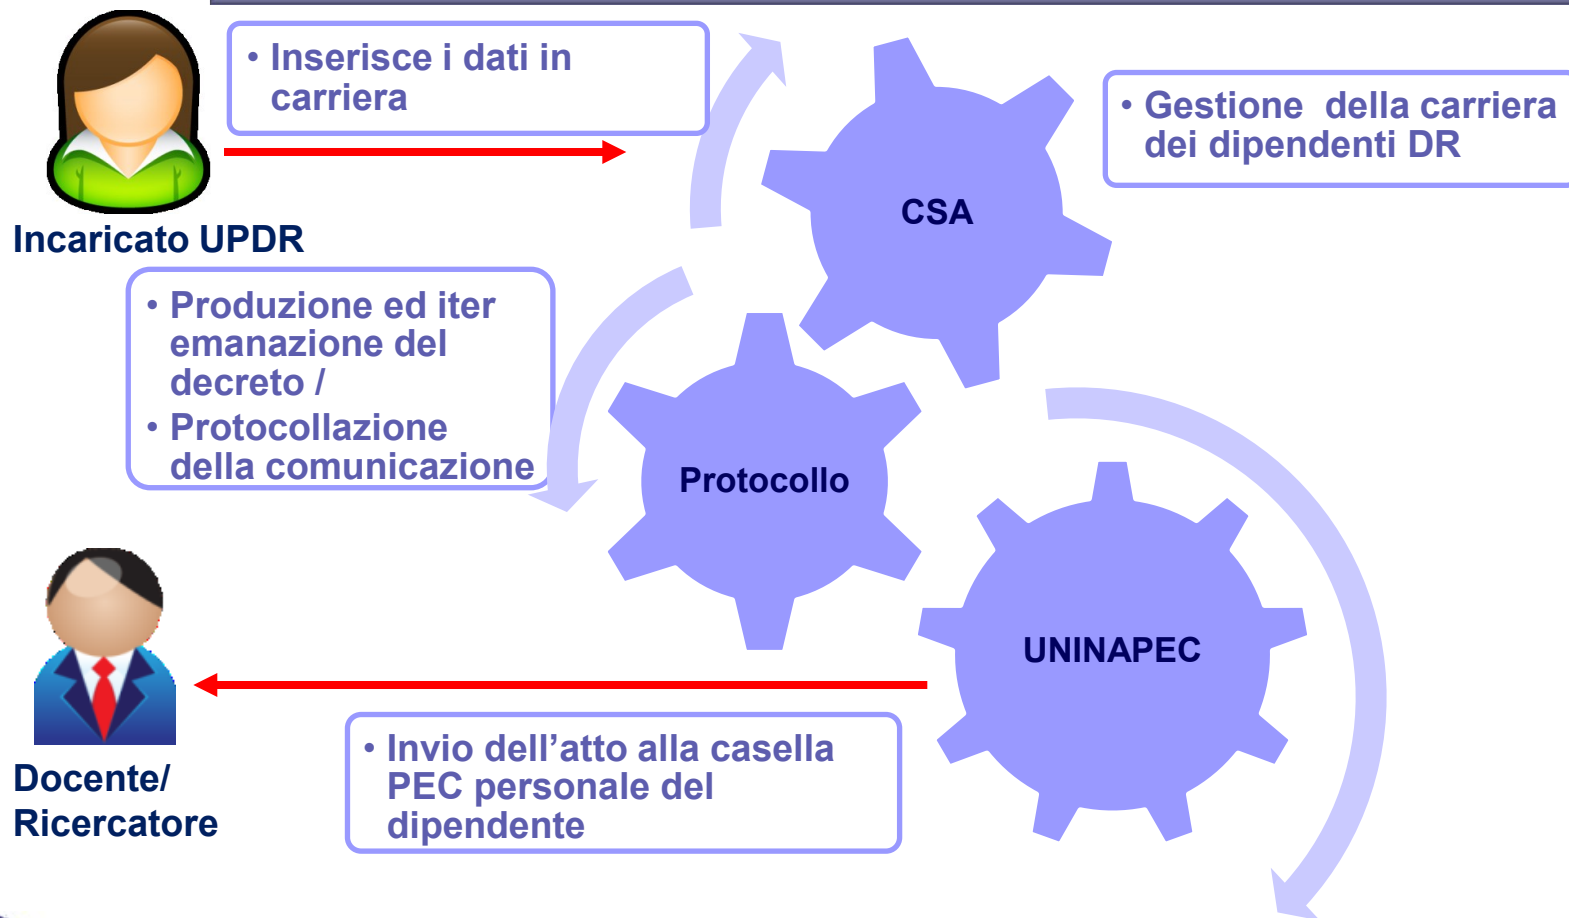 • Inserisce i dati in
carriera
• Gestione della carriera
dei dipendenti DR
CSA
Incaricato UPDR
• Produzione ed iter
emanazione del
decreto /
• Protocollazione
della comunicazione
Protocollo
UNINAPEC
• Invio dell’atto alla casella
PEC personale del
dipendente
Docente/
Ricercatore